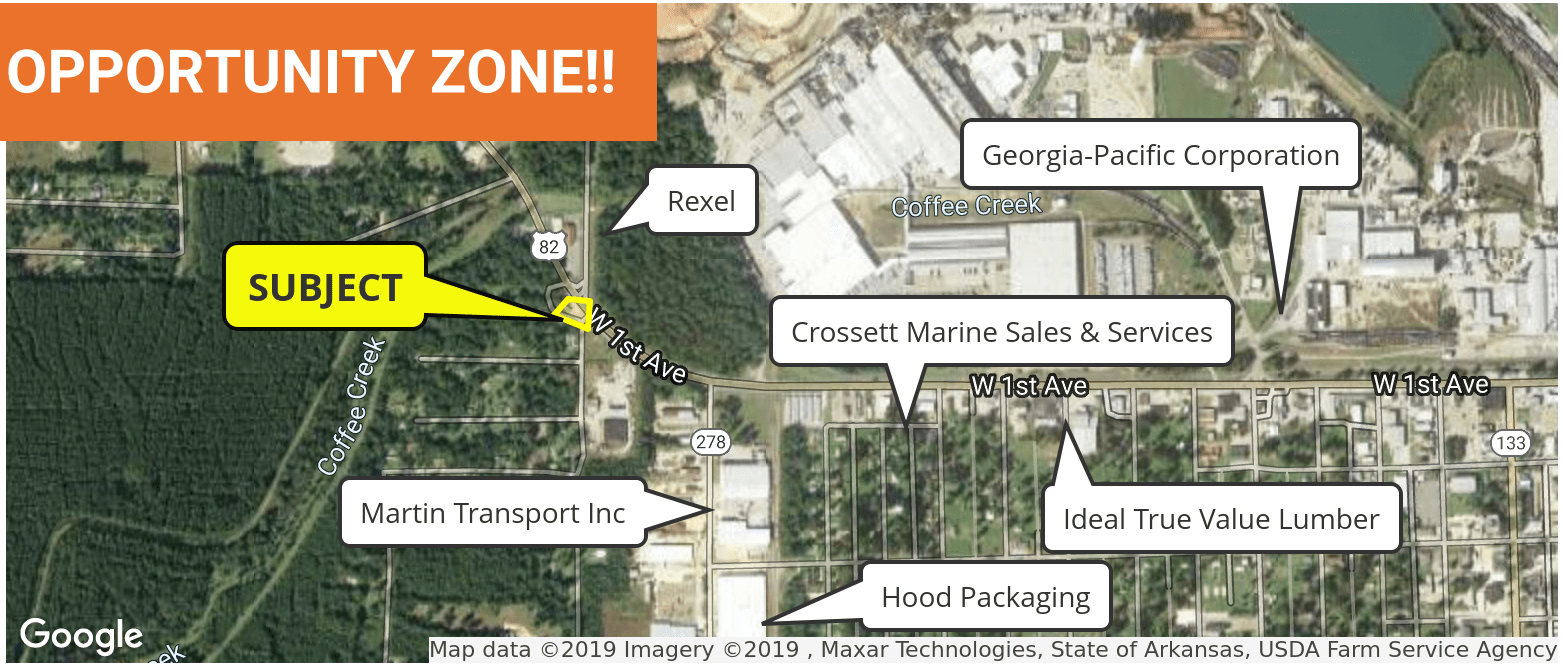 OPPORTUNITY ZONE!!
Georgia-Pacific Corporation
Rexel
Coffee Creek
82
SUBJECT
W 1st Ave
Crossett Marine Sales & Services
Coffee Creek
W 1st Ave
W 1st Ave
278
133
Martin Transport Inc
Ideal True Value Lumber
Hood Packaging
Google
eek
Map data ©2019 Imagery ©2019 , Maxar Technologies, State of Arkansas, USDA Farm Service Agency